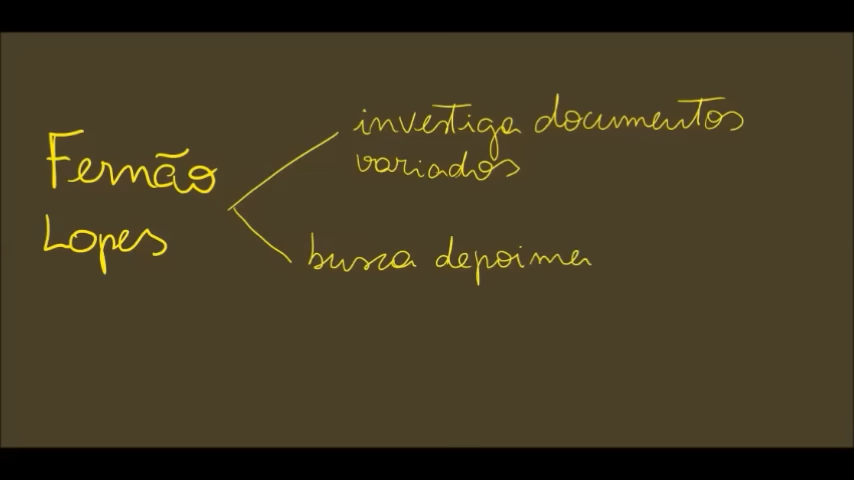 Fernão
Lopes
investiga documentos
variados
busca depoimen